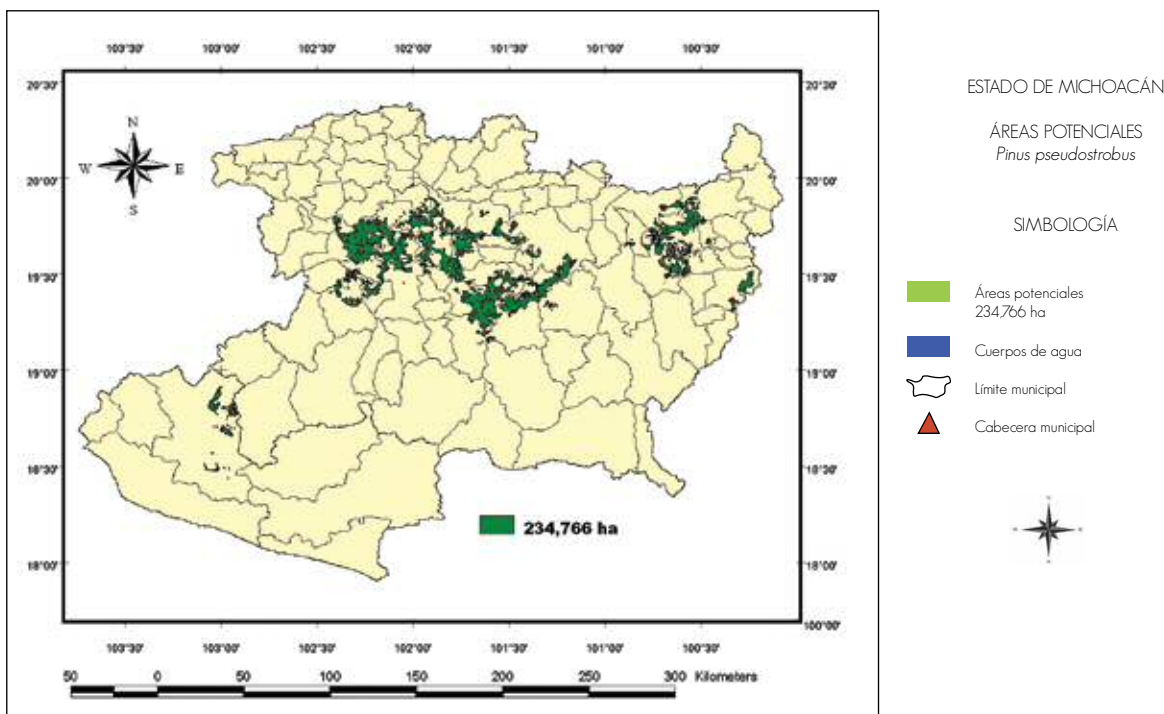 103°30' 103°00' 102°30' 102°00' 101°30' 101°00' 100°30'
20°30' 20°30'
N
W E
S
20°00' 20°00'
19°30' 19°30'
19°00' 19°00'
18°30' 18°30'
234,766 ha
18°00' 18°00'
100°00'
103°30' 103°00' 102°30' 102°00' 101°30' 101°00' 100°30'
50 0 50 100 150 200 250 300 Kilometers
ESTADO DE MICHOACÁN
ÁREAS POTENCIALES
Pinus pseudostrobus
SIMBOLOGÍA
Áreas potenciales
234,766 ha
Cuerpos de agua
Límite municipal
Cabecera municipal